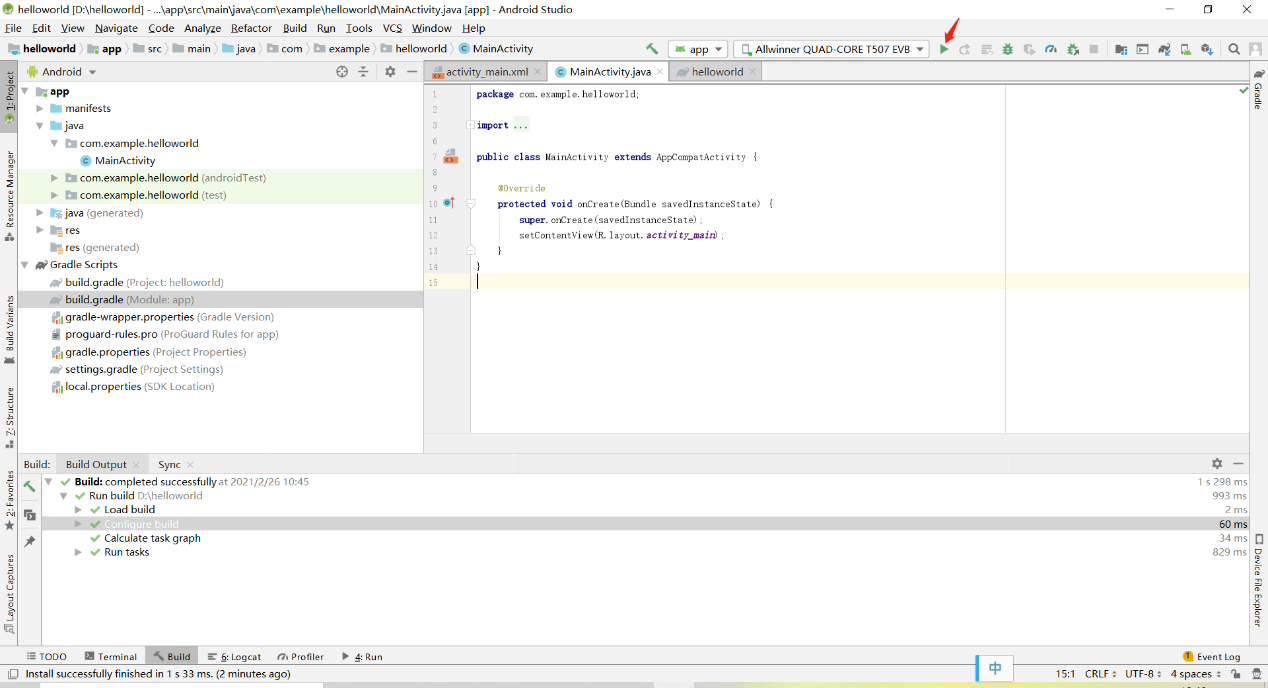 helloworld [D:\helloworld] - ...\app\src\main\java\com\example\helloworld\MainActivity.java [app] - Android Studio
File Edit View Navigate Code Analyze Refactor Build Run Tools VCS Window Help
helloworld app src main java com example helloworld MainActivity app Allwinner QUAD-CORE T507 EVB
1: Project
Resource Manager
Build Variants
7: Structure
2: Favorites
Layout Captures
Android
app
manifests
java
com.example.helloworld
MainActivity
com.example.helloworld (androidTest)
com.example.helloworld (test)
java (generated)
res
res (generated)
Gradle Scripts
build.gradle (Project: helloworld)
build.gradle (Module: app)
gradle-wrapper.properties (Gradle Version)
proguard-rules.pro (ProGuard Rules for app)
gradle.properties (Project Properties)
settings.gradle (Project Settings)
local.properties (SDK Location)
activity_main.xml MainActivity.java helloworld
1 package com.example.helloworld;
2
3 import ...
6
7 public class MainActivity extends AppCompatActivity {
8
9 @Override
10 protected void onCreate(Bundle savedInstanceState) {
11 super.onCreate(savedInstanceState);
12 setContentView(R.layout.activity_main);
13 }
14 }
15
Gradle
Device File Explorer
Build: Build Output Sync
Build: completed successfully at 2021/2/26 10:45 1 s 298 ms
Run build D:\helloworld 993 ms
Load build 2 ms
Configure build 60 ms
Calculate task graph 34 ms
Run tasks 829 ms
TODO Terminal Build 6: Logcat Profiler 4: Run 1 Event Log
Install successfully finished in 1 s 33 ms. (2 minutes ago) 中 15:1 CRLF UTF-8 4 spaces